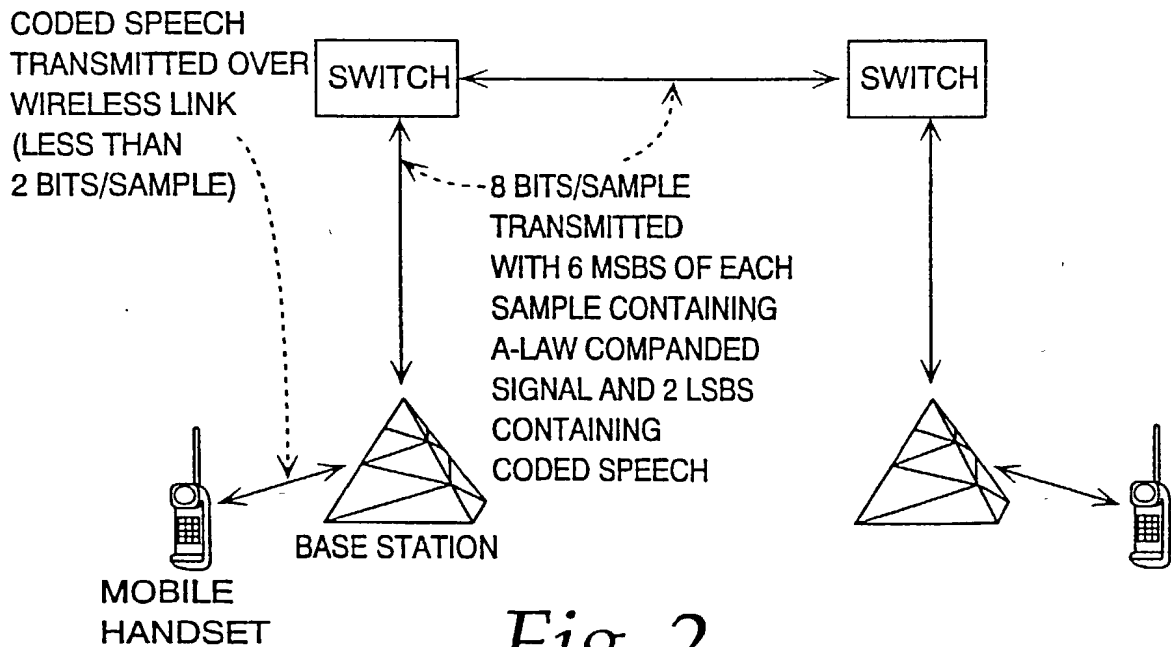 CODED SPEECH
TRANSMITTED OVER
WIRELESS LINK
(LESS THAN
2 BITS/SAMPLE)
SWITCH
SWITCH
8 BITS/SAMPLE
TRANSMITTED
WITH 6 MSBS OF EACH
SAMPLE CONTAINING
A-LAW COMPANDED
SIGNAL AND 2 LSBS
CONTAINING
CODED SPEECH
BASE STATION
MOBILE
HANDSET
Fig. 2